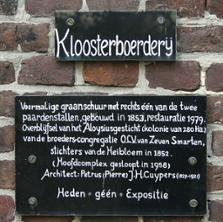 Kloosterboerderÿ
Voormalige graanschuur met rechts één van de twee
paardenstallen, gebouwd in 1853, restauratie 1979.
Overblijfsel van het Aloysiusgesticht (kolonie van 280 ha)
van de broeders-congregatie O.L.V. van Zeven Smarten,
stichters van de Heibloem in 1852.
(Hoofdcomplex gesloopt in 1958)
Architect: Petrus (Pierre) J.H. Cuypers (1827-1921)
Heden - géén - Expositie